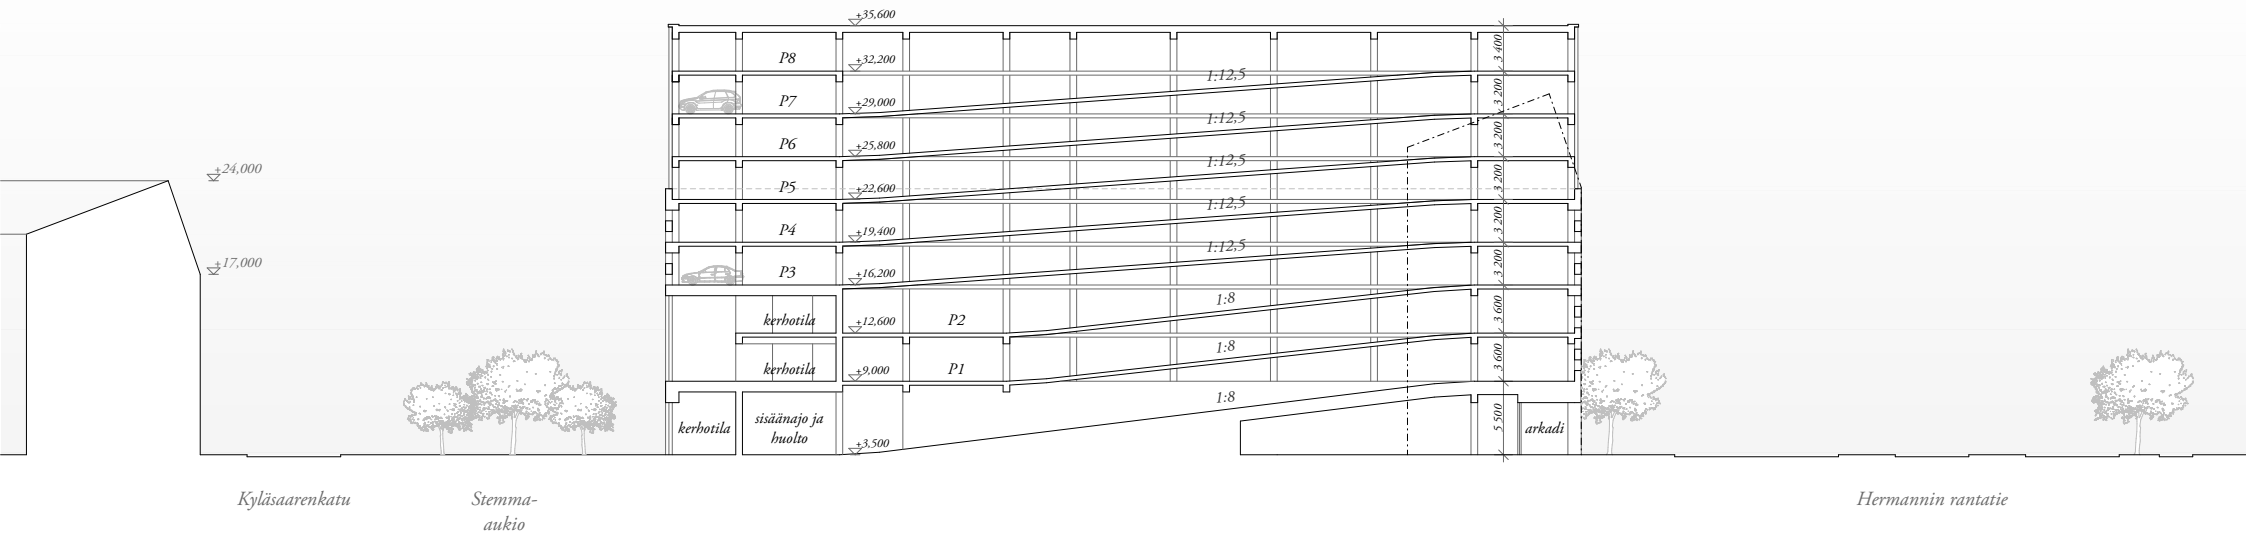 +35,600
3 400
P8
+32,200
1:12,5
3 200
P7
+29,000
1:12,5
3 200
P6
+25,800
1:12,5
+24,000
3 200
P5
+22,600
1:12,5
3 200
P4
+19,400
1:12,5
+17,000
3 200
P3
+16,200
1:8
3 600
kerhotila
+12,600
P2
1:8
3 600
kerhotila
+9,000
P1
1:8
5 500
kerhotila
sisäänajo ja
huolto
arkadi
+3,500
Kyläsaarenkatu
Stemma-
aukio
Hermannin rantatie